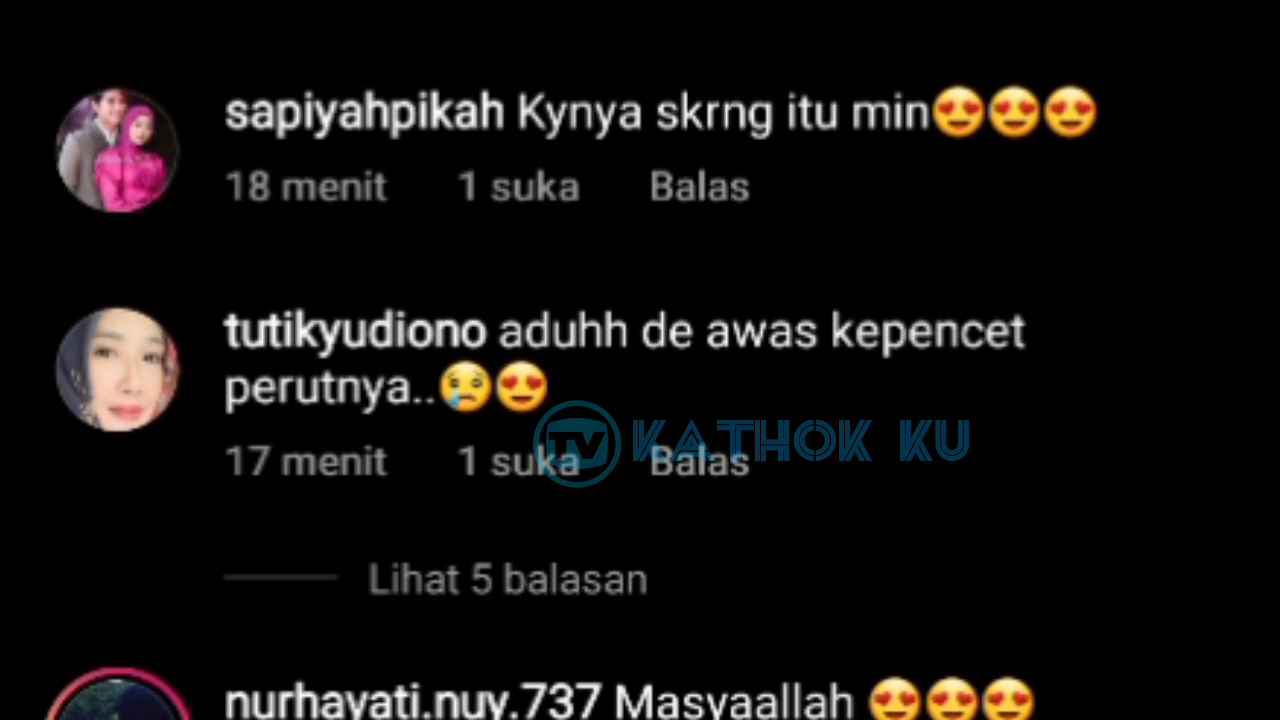 sapiyahpikah Kynya skrng itu min😍😍😍
18 menit 1 suka Balas
tutikyudiono aduhh de awas kepencet
perutnya..😢😍
TV KATHOK KU
17 menit 1 suka Balas
Lihat 5 balasan
nurhayati.nuy.737 Masyaallah 😍😍😍